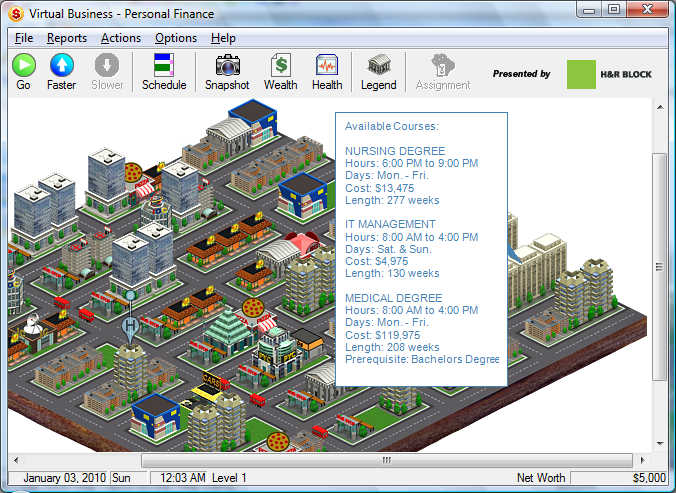 Virtual Business - Personal Finance
File Reports Actions Options Help
Go Faster Slower Schedule Snapshot Wealth Health Legend Assignment Presented by H&R BLOCK
Available Courses:
NURSING DEGREE
Hours: 6:00 PM to 9:00 PM
Days: Mon. - Fri.
Cost: $13,475
Length: 277 weeks
IT MANAGEMENT
Hours: 8:00 AM to 4:00 PM
Days: Sat. & Sun.
Cost: $4,975
Length: 130 weeks
MEDICAL DEGREE
Hours: 8:00 AM to 4:00 PM
Days: Mon. - Fri.
Cost: $119,975
Length: 208 weeks
Prerequisite: Bachelors Degree
H
CARS
January 03, 2010 Sun 12:03 AM Level 1 Net Worth $5,000